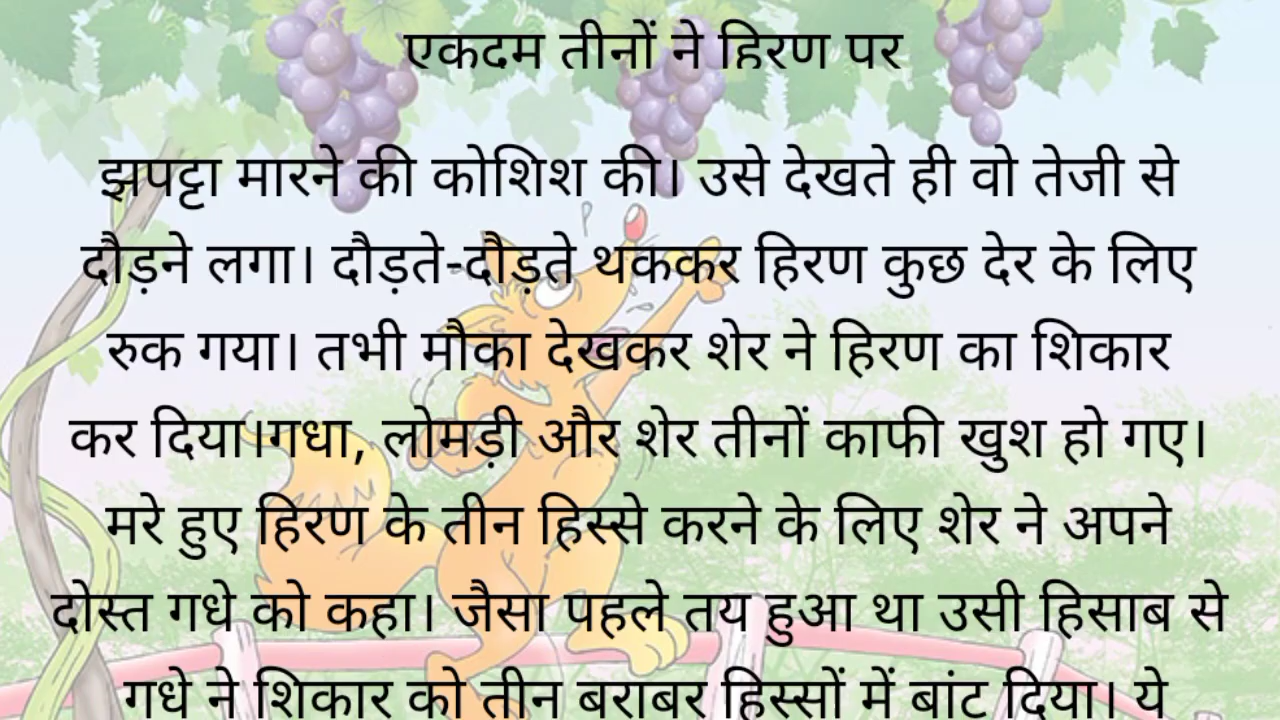 एकदम तीनों ने हिरण पर
झपट्टा मारने की कोशिश की। उसे देखते ही वो तेजी से
दौड़ने लगा। दौड़ते-दौड़ते थककर हिरण कुछ देर के लिए
रुक गया। तभी मौका देखकर शेर ने हिरण का शिकार
कर दिया।गधा, लोमड़ी और शेर तीनों काफी खुश हो गए।
मरे हुए हिरण के तीन हिस्से करने के लिए शेर ने अपने
दोस्त गधे को कहा। जैसा पहले तय हुआ था उसी हिसाब से
गधे ने शिकार को तीन बराबर हिस्सों में बांट दिया। ये